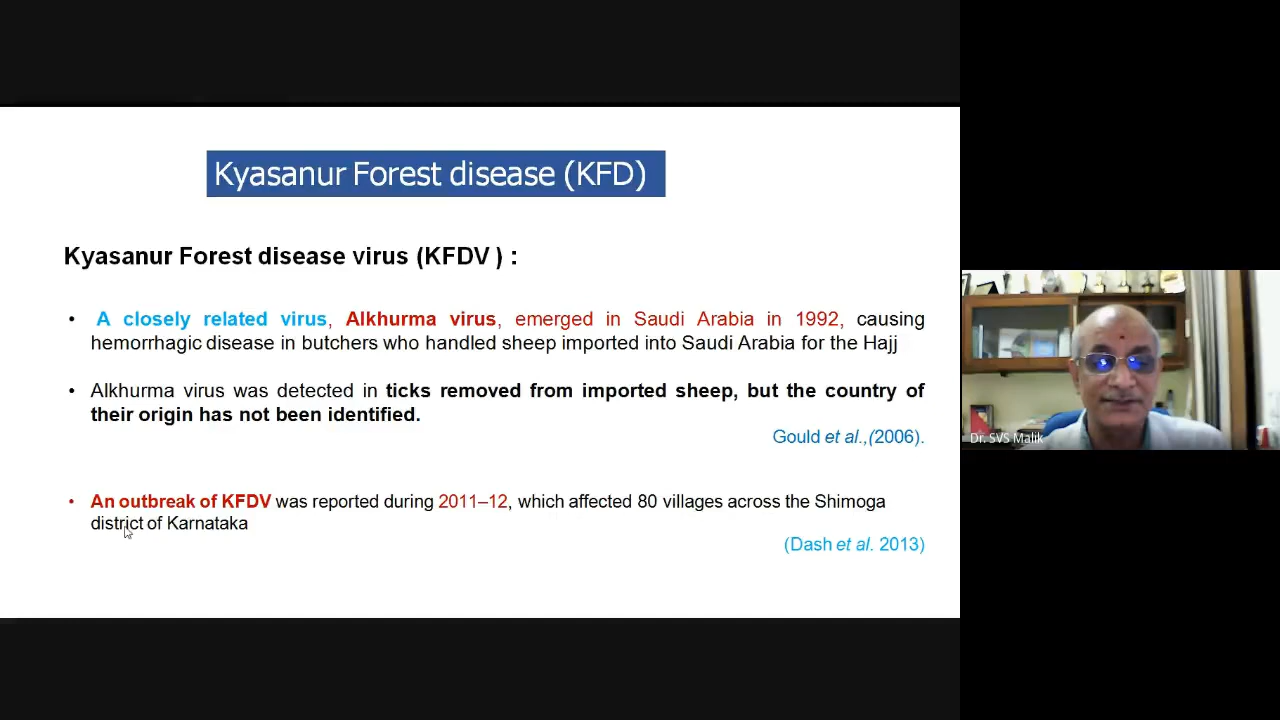 Kyasanur Forest disease (KFD)
Kyasanur Forest disease virus (KFDV ) :
• A closely related virus, Alkhurma virus, emerged in Saudi Arabia in 1992, causing
hemorrhagic disease in butchers who handled sheep imported into Saudi Arabia for the Hajj
• Alkhurma virus was detected in ticks removed from imported sheep, but the country of
their origin has not been identified.
Gould et al.,(2006).
• An outbreak of KFDV was reported during 2011–12, which affected 80 villages across the Shimoga
district of Karnataka
(Dash et al. 2013)
Dr. SVS Malik